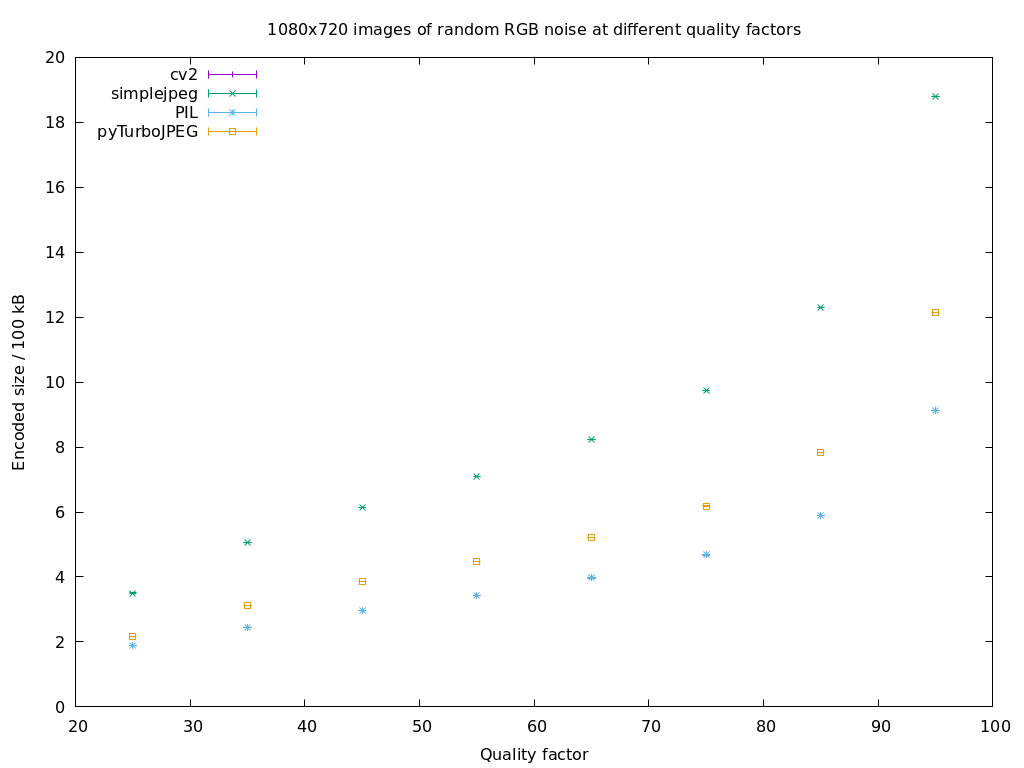 1080x720 images of random RGB noise at different quality factors
20
18
16
14
12
10
8
6
4
2
0
cv2
simplejpeg
PIL
pyTurboJPEG
Encoded size / 100 kB
20 30 40 50 60 70 80 90 100
Quality factor